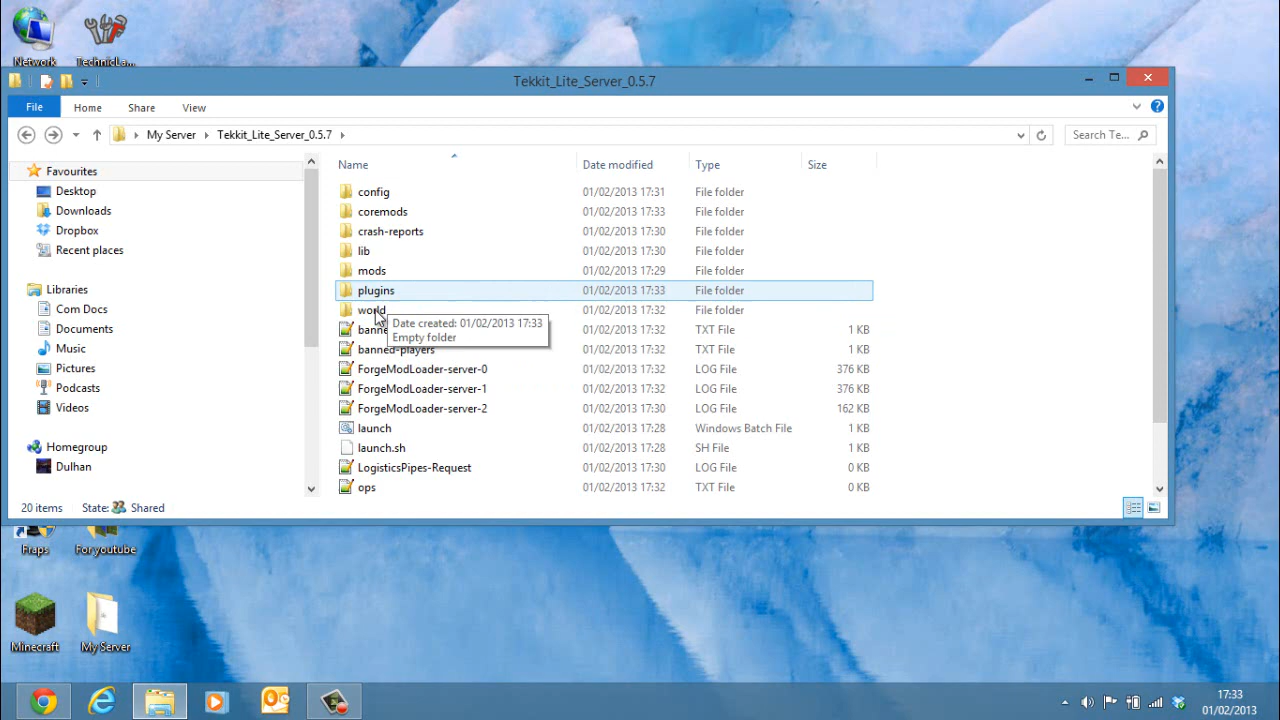 Network
TechnicLa...
Tekkit_Lite_Server_0.5.7
File
Home
Share
View
My Server
Tekkit_Lite_Server_0.5.7
Search Te...
Name
Date modified
Type
Size
Favourites
Desktop
Downloads
Dropbox
Recent places
Libraries
Com Docs
Documents
Music
Pictures
Podcasts
Videos
Homegroup
Dulhan
config 01/02/2013 17:31 File folder
coremods 01/02/2013 17:33 File folder
crash-reports 01/02/2013 17:30 File folder
lib 01/02/2013 17:30 File folder
mods 01/02/2013 17:29 File folder
plugins 01/02/2013 17:33 File folder
world 01/02/2013 17:32 File folder
Date created: 01/02/2013 17:33
Empty folder
banne 01/02/2013 17:32 TXT File 1 KB
banned-players 01/02/2013 17:32 TXT File 1 KB
ForgeModLoader-server-0 01/02/2013 17:32 LOG File 376 KB
ForgeModLoader-server-1 01/02/2013 17:32 LOG File 376 KB
ForgeModLoader-server-2 01/02/2013 17:30 LOG File 162 KB
launch 01/02/2013 17:28 Windows Batch File 1 KB
launch.sh 01/02/2013 17:28 SH File 1 KB
LogisticsPipes-Request 01/02/2013 17:30 LOG File 0 KB
ops 01/02/2013 17:32 TXT File 0 KB
20 items
State:
Shared
Fraps
For youtube
Minecraft
My Server
17:33
01/02/2013